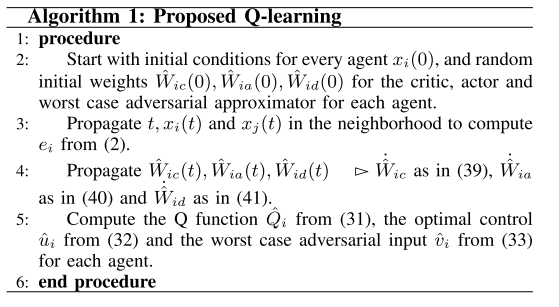 Algorithm 1: Proposed Q-learning
1: procedure
2: Start with initial conditions for every agent $x_i(0)$, and random
initial weights $\hat{W}_{ic}(0), \hat{W}_{ia}(0), \hat{W}_{id}(0)$ for the critic, actor and
worst case adversarial approximator for each agent.
3: Propagate $t, x_i(t)$ and $x_j(t)$ in the neighborhood to compute
$e_i$ from (2).
4: Propagate $\hat{W}_{ic}(t), \hat{W}_{ia}(t), \hat{W}_{id}(t)$ ▷ $\dot{\hat{W}}_{ic}$ as in (39), $\dot{\hat{W}}_{ia}$
as in (40) and $\dot{\hat{W}}_{id}$ as in (41).
5: Compute the Q function $\hat{Q}_i$ from (31), the optimal control
$\hat{u}_i$ from (32) and the worst case adversarial input $\hat{v}_i$ from (33)
for each agent.
6: end procedure